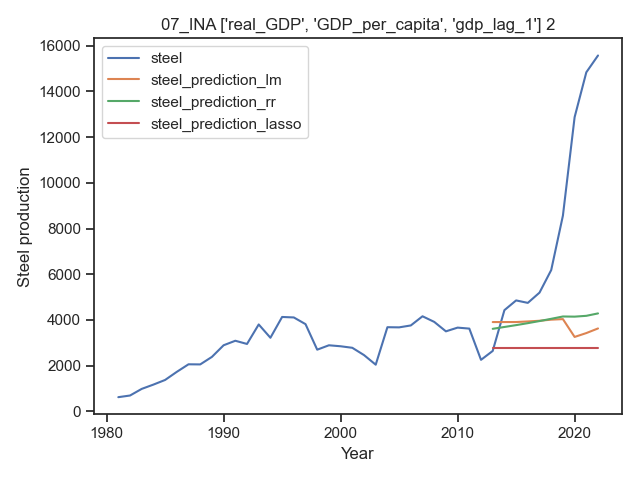 07_INA ['real_GDP', 'GDP_per_capita', 'gdp_lag_1'] 2
steel
steel_prediction_lm
steel_prediction_rr
steel_prediction_lasso
Steel production
16000
14000
12000
10000
8000
6000
4000
2000
0
1980
1990
2000
2010
2020
Year